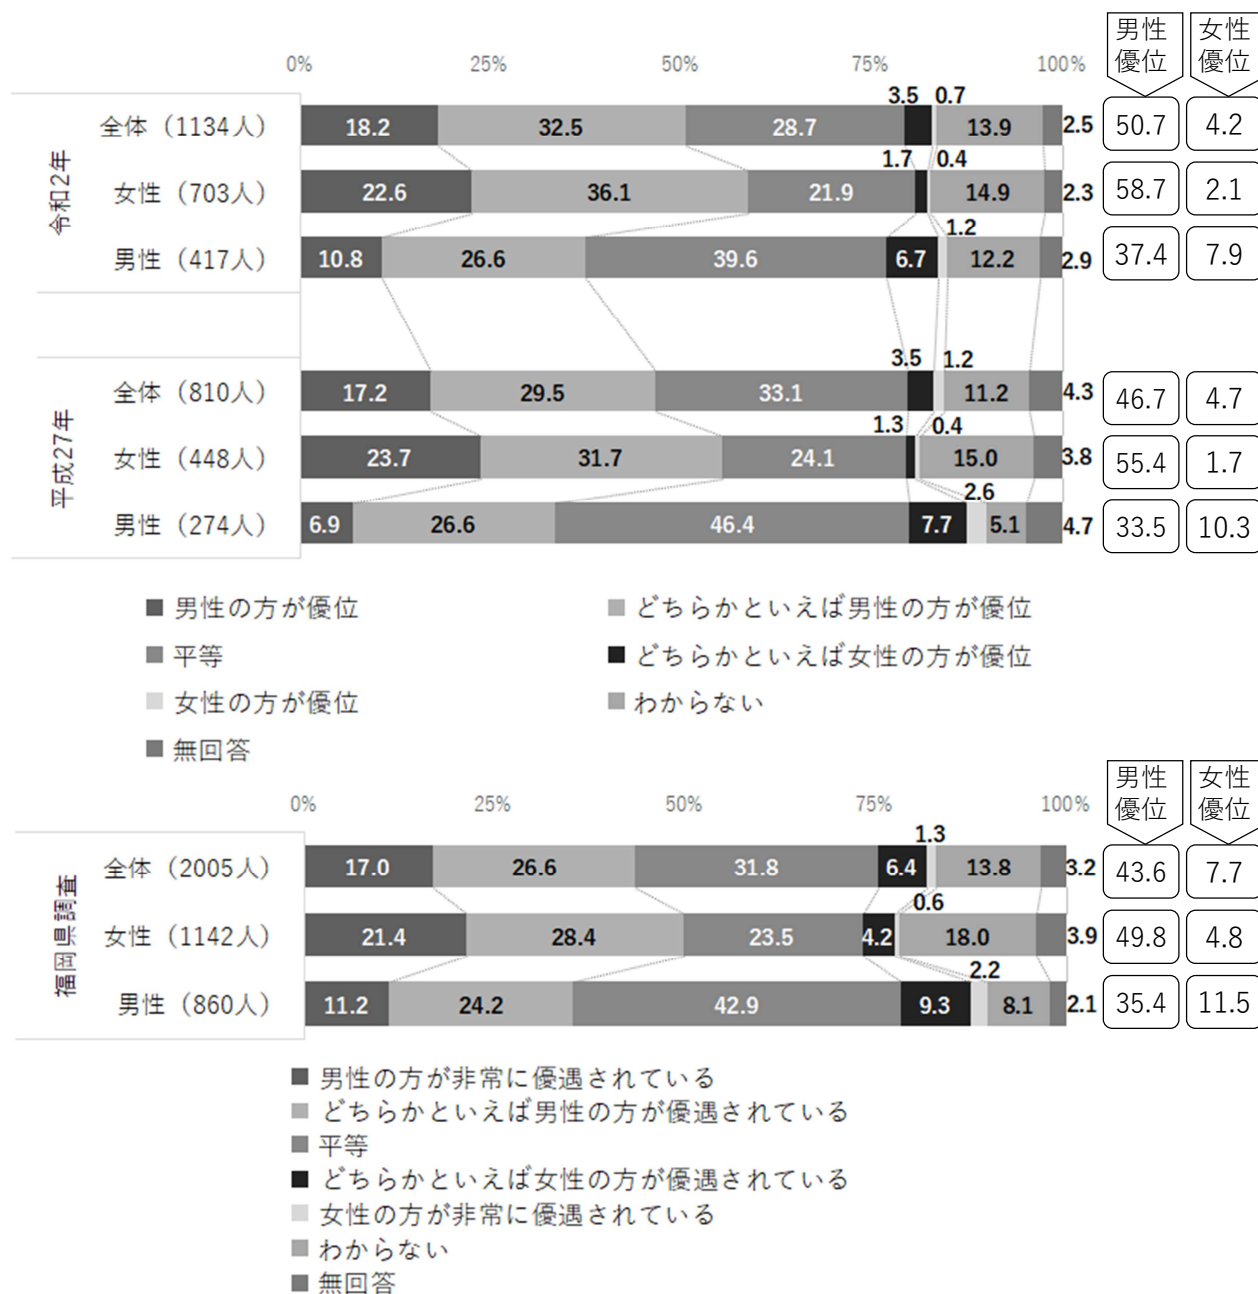 男性 女性
優位 優位
0% 25% 50% 75% 100%
令和2年
3.5 0.7
全体（1134人） 18.2 32.5 28.7 13.9 2.5 50.7 4.2
1.7 0.4
女性（703人） 22.6 36.1 21.9 14.9 2.3 58.7 2.1
1.2
男性（417人） 10.8 26.6 39.6 6.7 12.2 2.9 37.4 7.9
平成27年
3.5 1.2
全体（810人） 17.2 29.5 33.1 11.2 4.3 46.7 4.7
1.3 0.4
女性（448人） 23.7 31.7 24.1 15.0 3.8 55.4 1.7
2.6
男性（274人） 6.9 26.6 46.4 7.7 5.1 4.7 33.5 10.3
男性の方が優位 どちらかといえば男性の方が優位
平等 どちらかといえば女性の方が優位
女性の方が優位 わからない
無回答
男性 女性
優位 優位
0% 25% 50% 75% 100%
福岡県調査
1.3
全体（2005人） 17.0 26.6 31.8 6.4 13.8 3.2 43.6 7.7
0.6
女性（1142人） 21.4 28.4 23.5 4.2 18.0 3.9 49.8 4.8
2.2
男性（860人） 11.2 24.2 42.9 9.3 8.1 2.1 35.4 11.5
男性の方が非常に優遇されている
どちらかといえば男性の方が優遇されている
平等
どちらかといえば女性の方が優遇されている
女性の方が非常に優遇されている
わからない
無回答